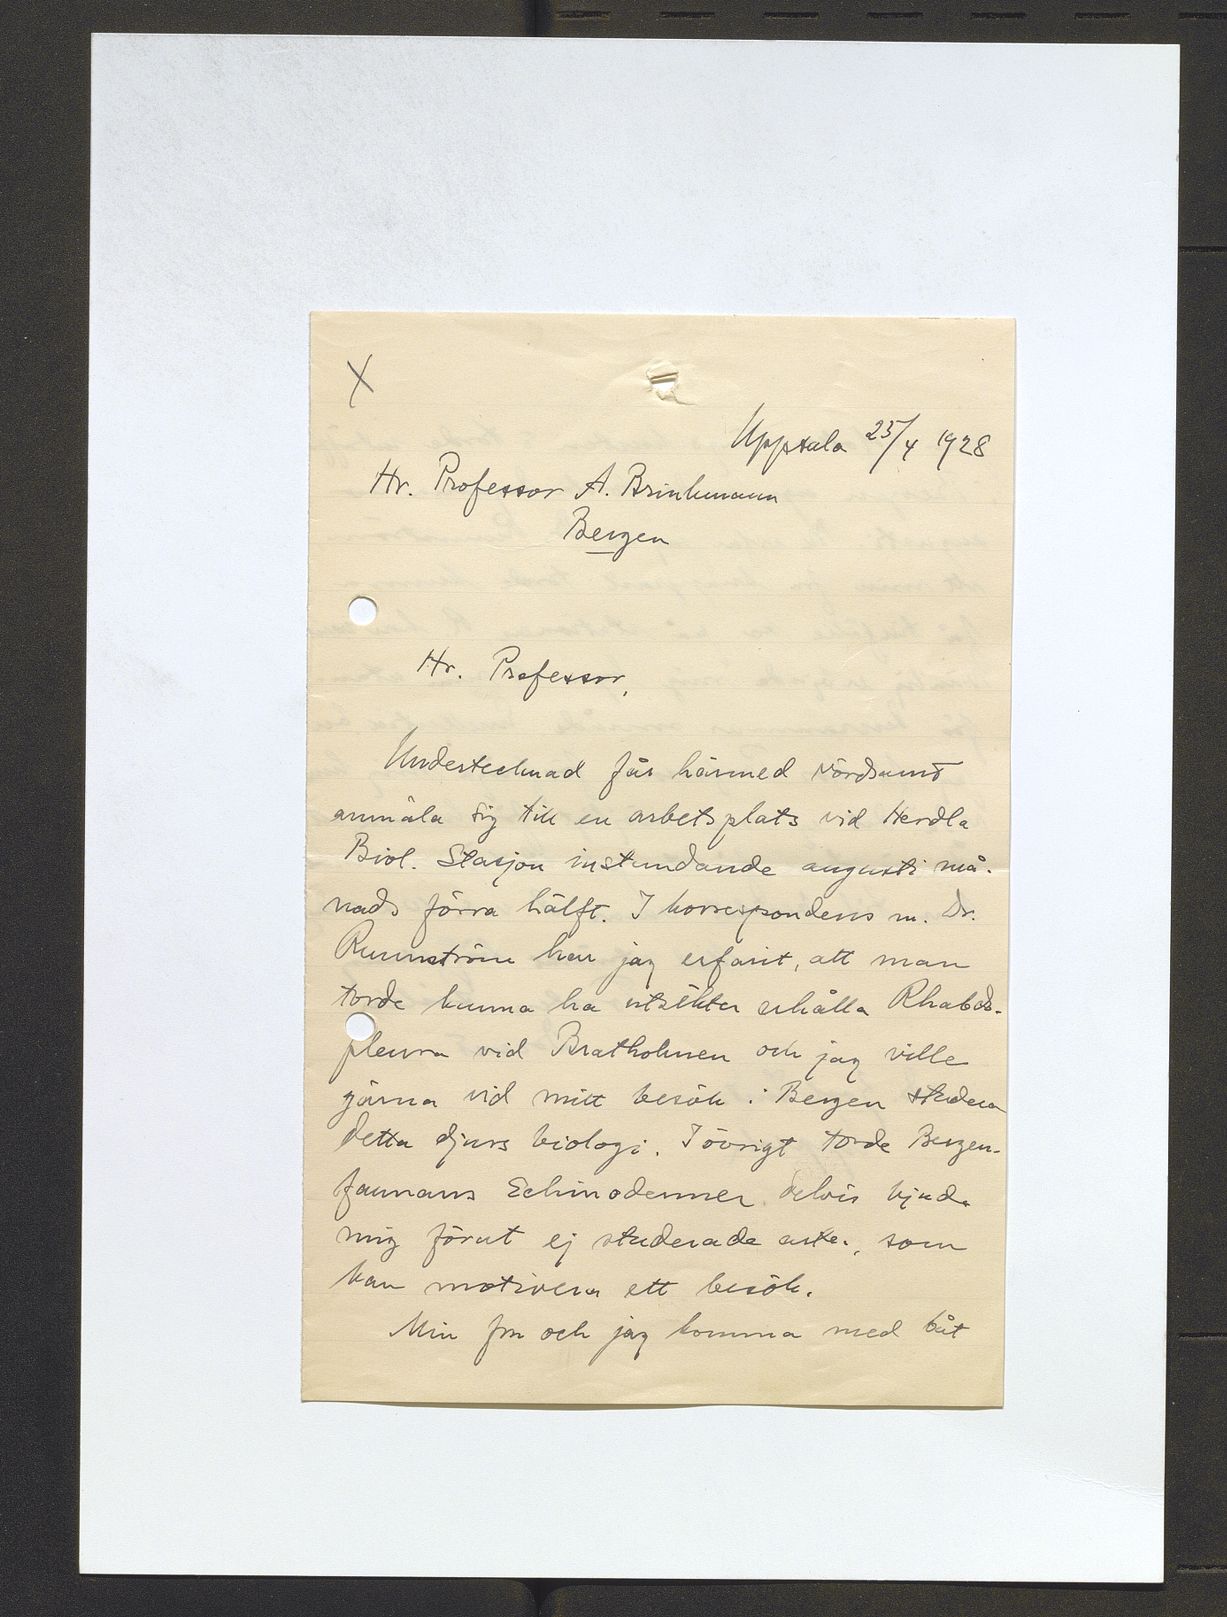 X
Uppsala 25/4 1928
Hr. Professor A. Brinkmann
Bergen
Hr. Professor,
Undertecknad får härmed vördsamt
anmäla sig till en arbetsplats vid Herdla
Biol. Stasjon instundande augusti må-
nads förra hälft. I korrespondens m. Dr.
Runnström har jag erfarit, att man
torde kunna ha utsikter erhålla Rhabdo-
pleura vid Bratholmen och jag ville
gärna vid mitt besök i Bergen studera
detta djurs biologi. I övrigt torde Bergen-
faunans Echinodermer delvis bjuda
mig förut ej studerade arter, som
kan motivera ett besök.
Min fru och jag komma med båt